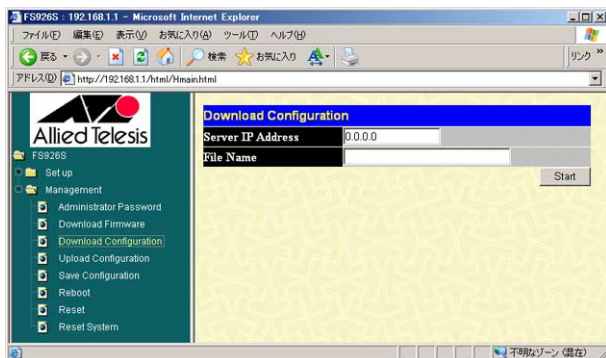 FS926S : 192.168.1.1 - Microsoft Internet Explorer
ファイル(F) 編集(E) 表示(V) お気に入り(A) ツール(T) ヘルプ(H)
戻る 検索 お気に入り リンク »
アドレス(D) http://192.168.1.1/html/Hmain.html
Allied Telesis
FS926S
Set up
Management
Administrator Password
Download Firmware
Download Configuration
Upload Configuration
Save Configuration
Reboot
Reset
Reset System
Download Configuration
Server IP Address 0.0.0.0
File Name
Start
不明なゾーン (混在)